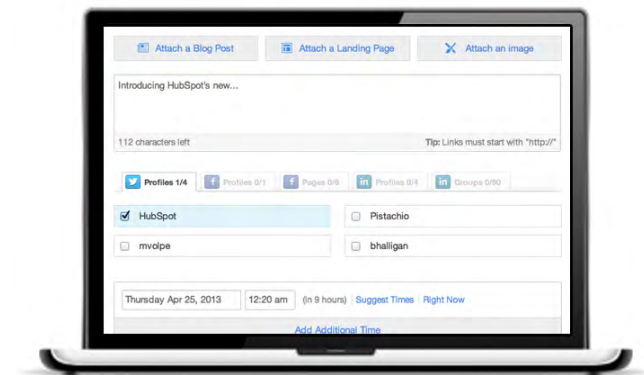 Attach a Blog Post Attach a Landing Page Attach an image
Introducing HubSpot's new...
112 characters left Tip: Links must start with "http://"
Profiles 1/4 Profiles 0/1 Pages 0/6 Profiles 0/4 Groups 0/50
HubSpot Pistachio
mvolpe bhalligan
Thursday Apr 25, 2013 12:20 am (in 9 hours) Suggest Times Right Now
Add Additional Time